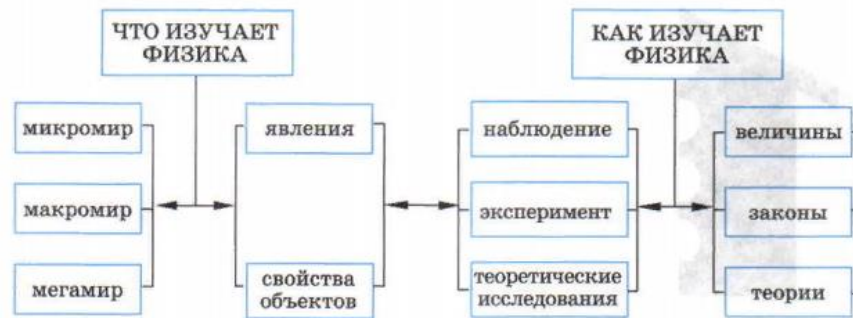 ЧТО ИЗУЧАЕТ
ФИЗИКА
КАК ИЗУЧАЕТ
ФИЗИКА
микромир
явления
наблюдение
величины
макромир
эксперимент
законы
мегамир
свойства
объектов
теоретические
исследования
теории